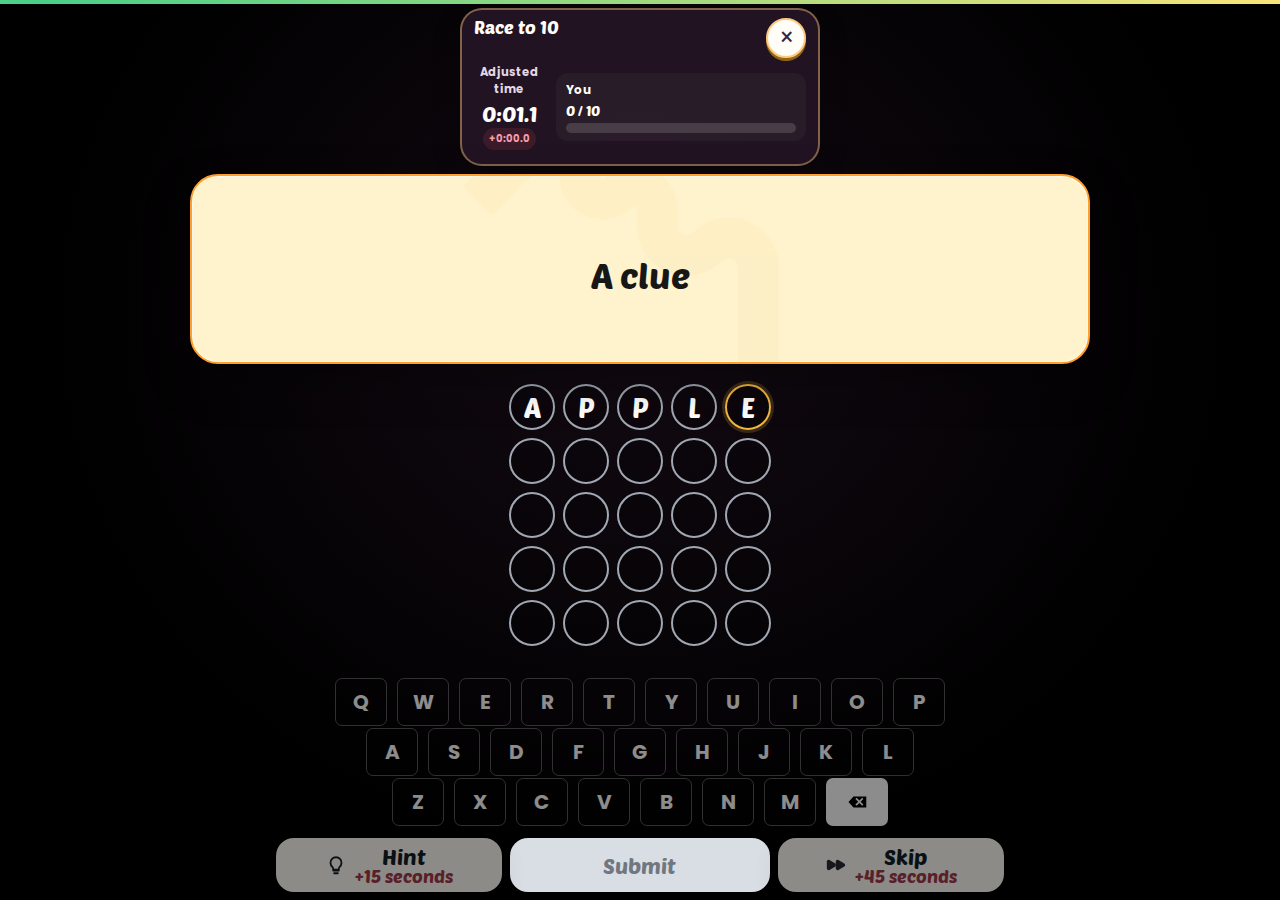 Race to 10
×
Adjusted
time
0:01.1
+0:00.0
You
0 / 10
A clue
A P P L E
Q W E R T Y U I O P
A S D F G H J K L
Z X C V B N M
Hint
+15 seconds
Submit
Skip
+45 seconds